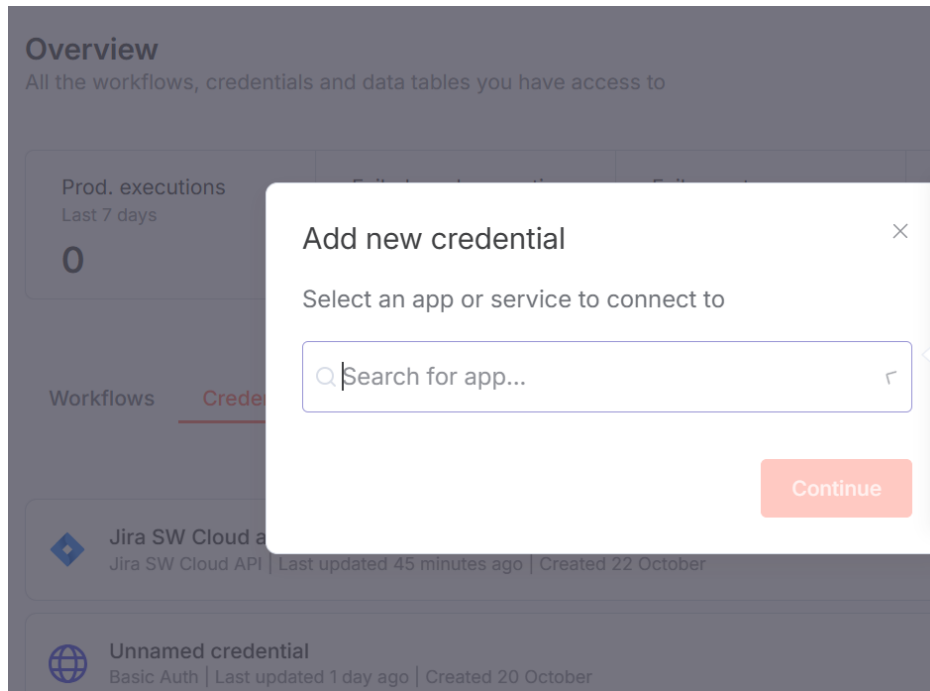 Overview
All the workflows, credentials and data tables you have access to
Prod. executions
Last 7 days
0
Add new credential
Select an app or service to connect to
Search for app...
Continue
Workflows
Jira SW Cloud a
Jira SW Cloud API | Last updated 45 minutes ago | Created 22 October
Unnamed credential
Basic Auth | Last updated 1 day ago | Created 20 October